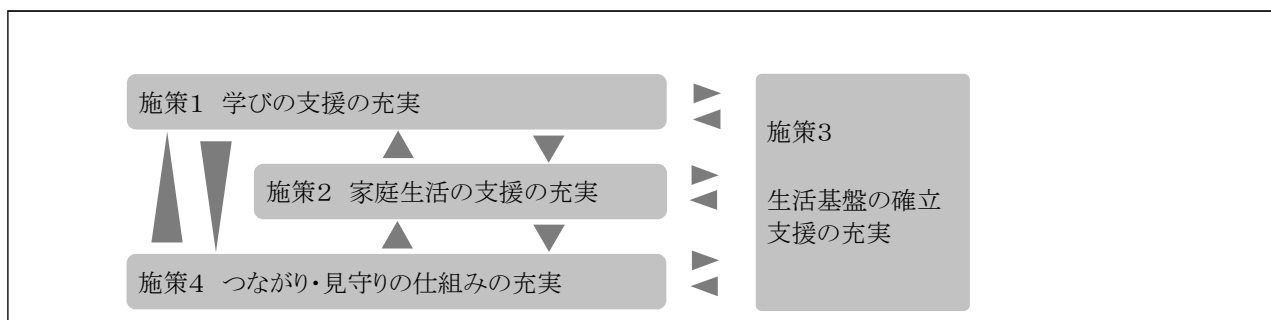 施策1 学びの支援の充実
施策2 家庭生活の支援の充実
施策4 つながり・見守りの仕組みの充実
施策3
生活基盤の確立
支援の充実